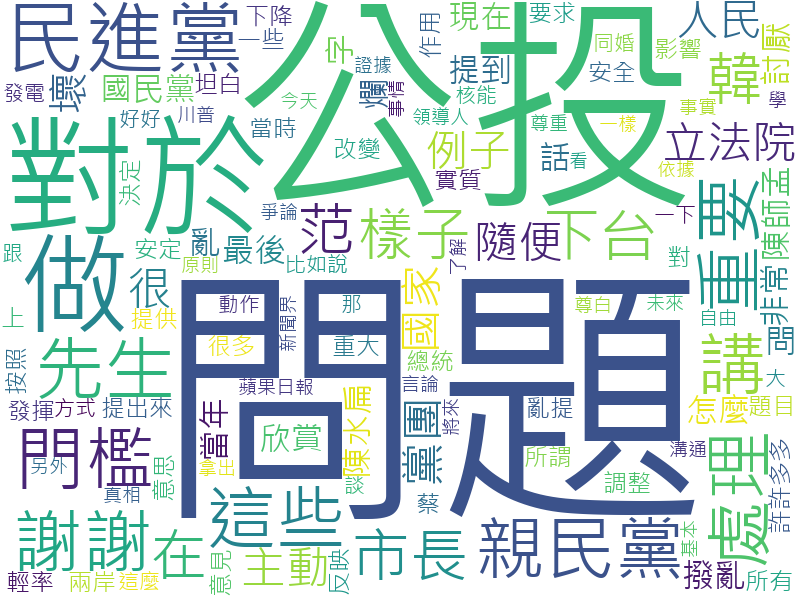 民進黨
公投
下降
一些
字
證據
作用
現在
要求
人民
同婚
影響
發電
壞
國民黨
坦白
爛
事情
提到
安全
韓
討厭
好好
川普
今天
核能
事實
學
對於
當時
領導人
尊重
一樣
改變
例子
話
看
立法院
決定
實質
依據
爭論
范
樣子
隨便
下台
一下
重要
陳師孟
跟
做
安定
亂
最後
很
原則
比如說
了解
對
非常
上
提供
動作
新聞界
那
問題
國家
尊白
未來
自由
問
先生
很多
重大
總統
講
大
按照
蘋果日報
言論
發揮
方式
提出來
當年
欣賞
陳水扁
黨團
將來
亂提
怎麼
題目
門檻
另外
真相
意思
拿出
談
所謂
溝通
處理
許許多多
調整
謝謝
在
這些
意見
主動
反映
市長
蔡
親民黨
基本
輕率
兩岸
這麼
撥亂
所有